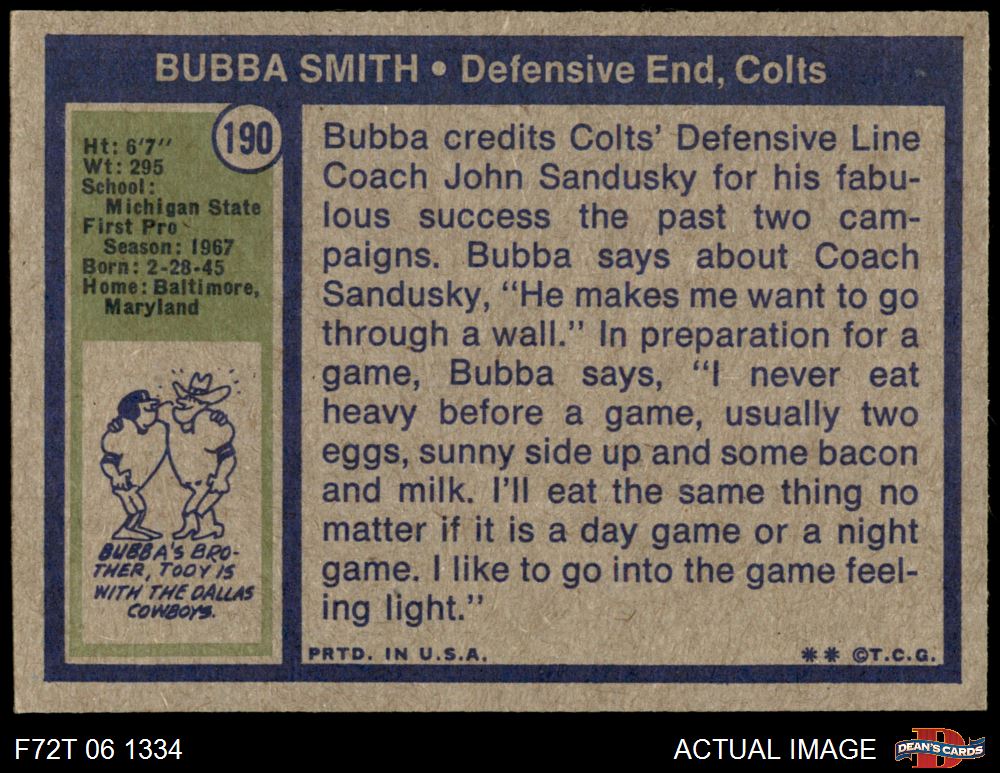 BUBBA SMITH • Defensive End, Colts
190
Ht: 6'7''
Wt: 295
School:
Michigan State
First Pro
Season: 1967
Born: 2-28-45
Home: Baltimore,
Maryland
BUBBA'S BRO-
THER, TODY IS
WITH THE DALLAS
COWBOYS.
Bubba credits Colts' Defensive Line
Coach John Sandusky for his fabu-
lous success the past two cam-
paigns. Bubba says about Coach
Sandusky, “He makes me want to go
through a wall.” In preparation for a
game, Bubba says, “I never eat
heavy before a game, usually two
eggs, sunny side up and some bacon
and milk. I'll eat the same thing no
matter if it is a day game or a night
game. I like to go into the game feel-
ing light.”
PRTD. IN U.S.A.
** ©T.C.G.
F72T 06 1334
ACTUAL IMAGE
D
DEAN'S CARDS